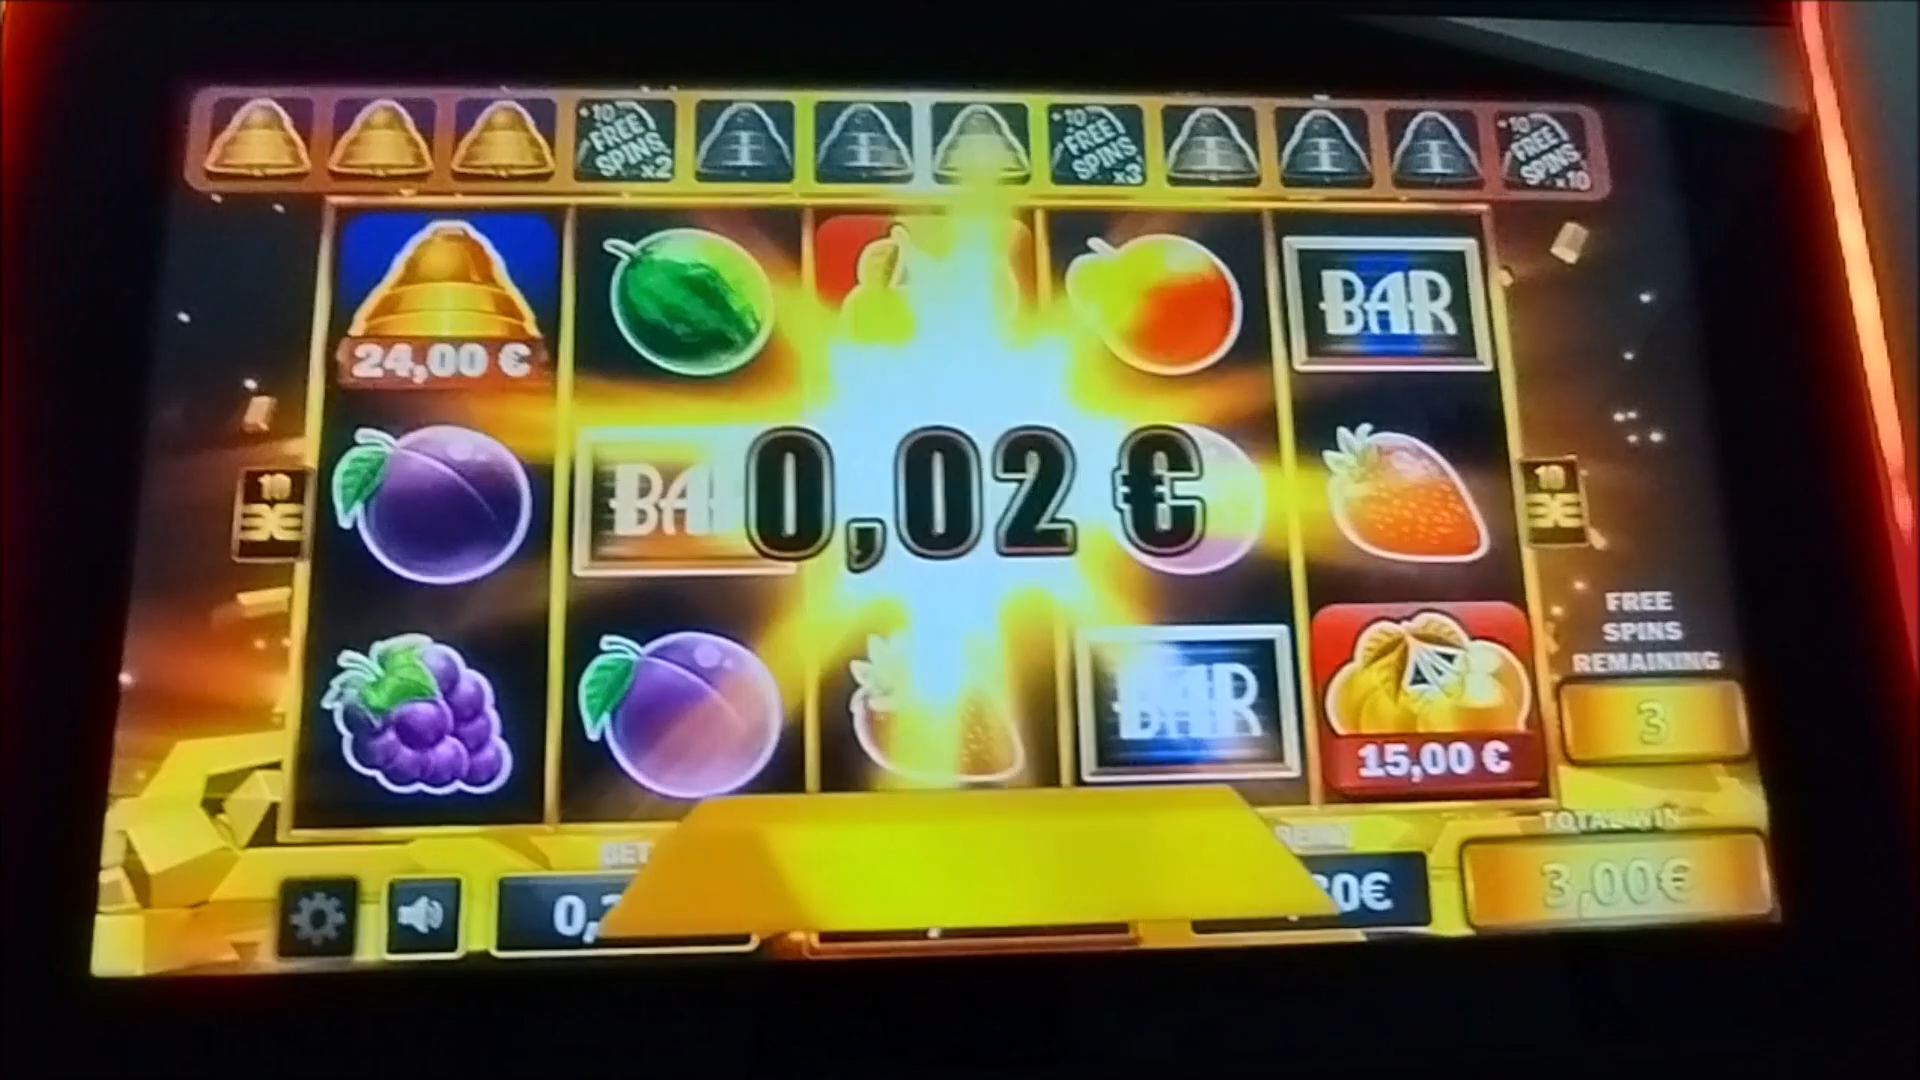 +10 FREE SPINS x2
+10 FREE SPINS x3
+10 FREE SPINS x10
24,00 €
BAR
10
0,02 €
10
FREE
SPINS
REMAINING
3
BAR
15,00 €
TOTAL WIN
BET
3,00€